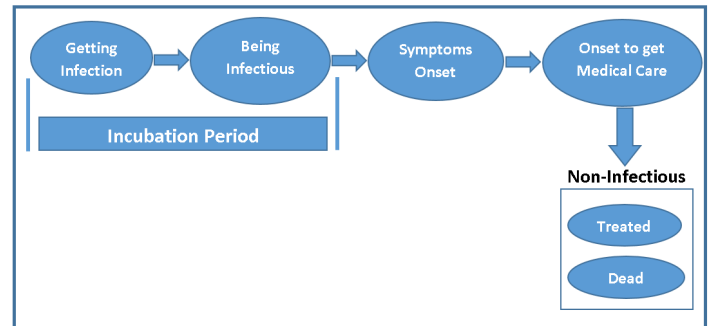 Getting
Infection
Being
Infectious
Symptoms
Onset
Onset to get
Medical Care
Incubation Period
Non-Infectious
Treated
Dead